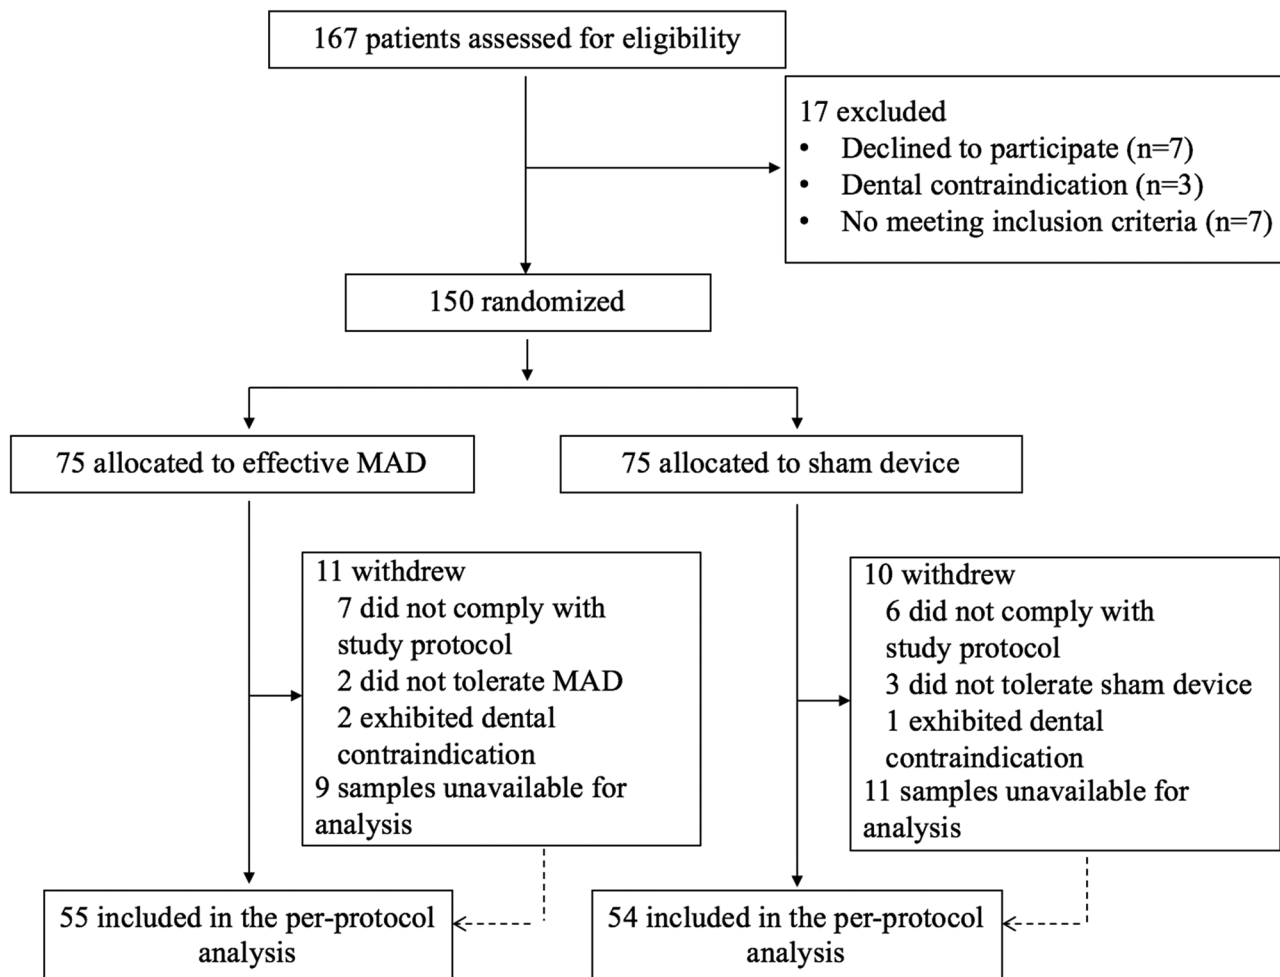 167 patients assessed for eligibility
17 excluded
• Declined to participate (n=7)
• Dental contraindication (n=3)
• No meeting inclusion criteria (n=7)
150 randomized
75 allocated to effective MAD
75 allocated to sham device
11 withdrew
7 did not comply with
study protocol
2 did not tolerate MAD
2 exhibited dental
contraindication
9 samples unavailable for
analysis
10 withdrew
6 did not comply with
study protocol
3 did not tolerate sham device
1 exhibited dental
contraindication
11 samples unavailable for
analysis
55 included in the per-protocol
analysis
54 included in the per-protocol
analysis